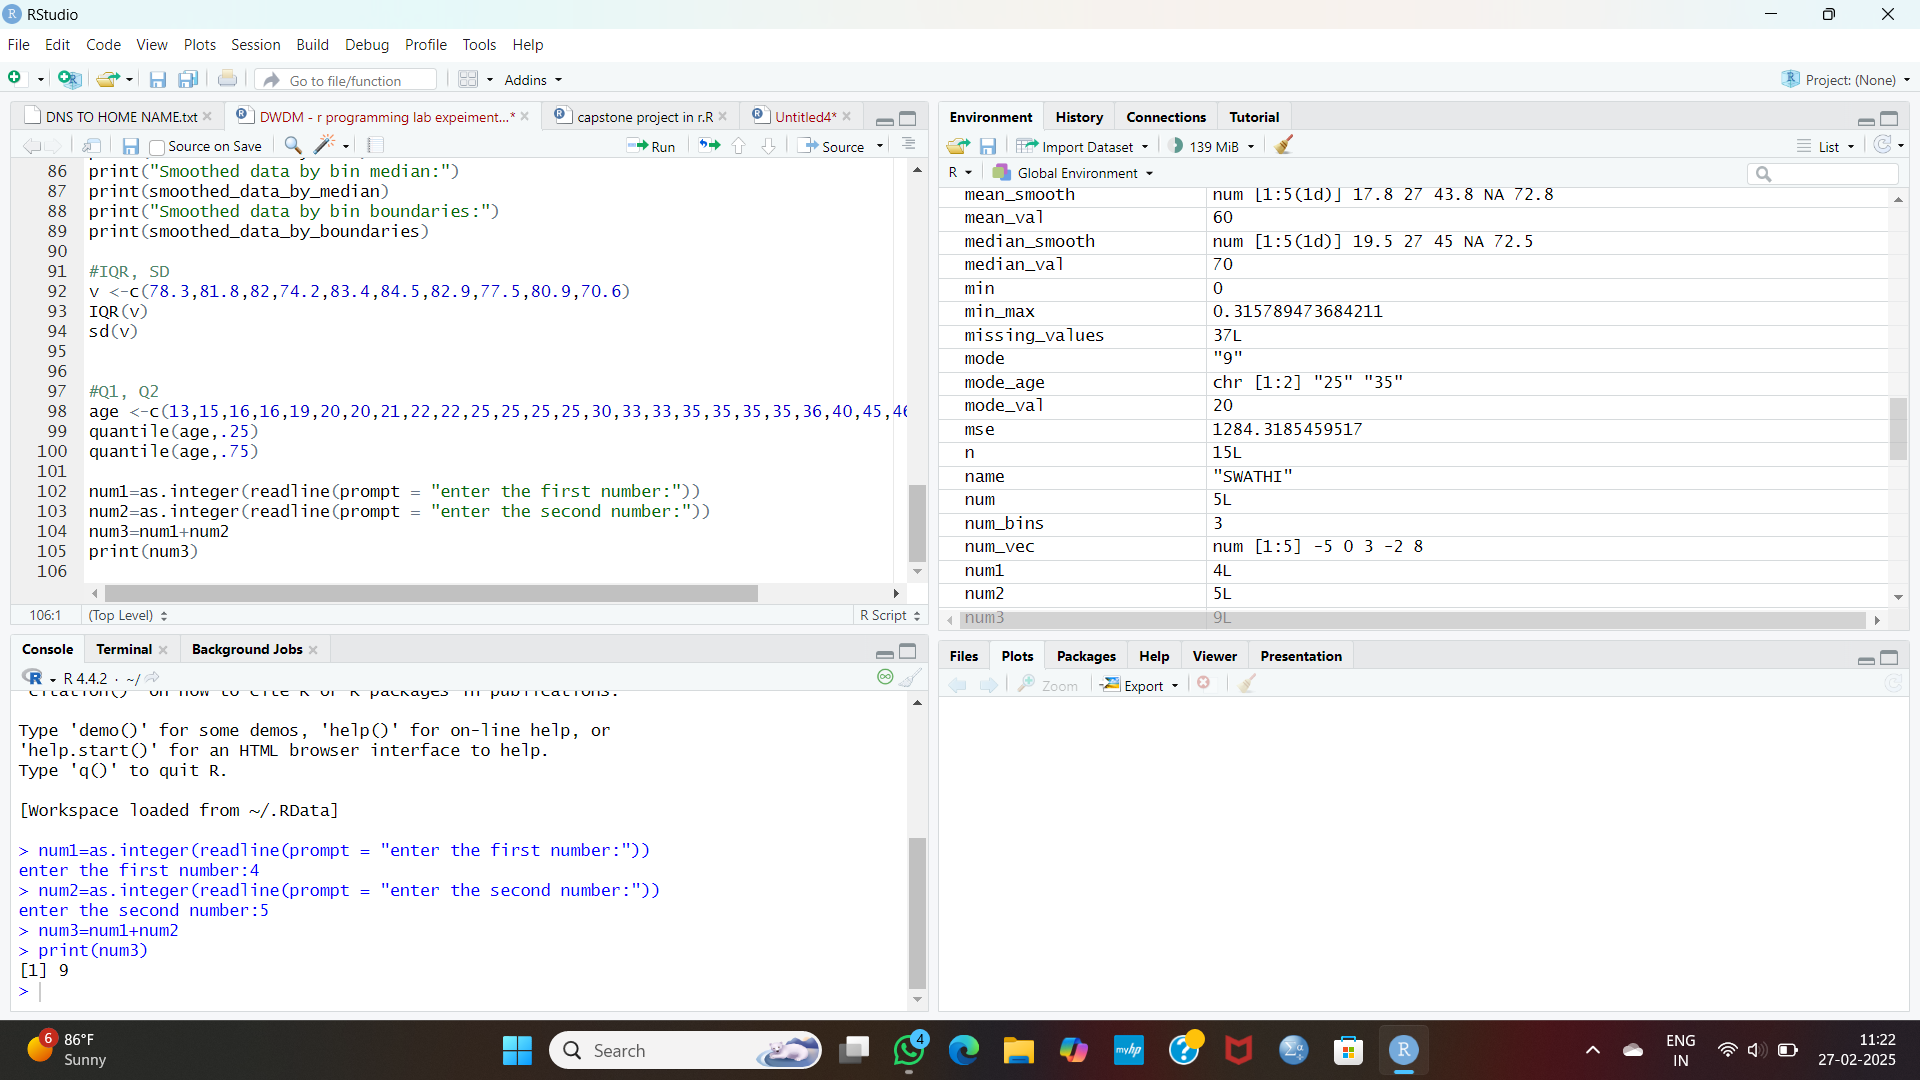 RStudio
File Edit Code View Plots Session Build Debug Profile Tools Help
Go to file/function Addins Project: (None)
DNS TO HOME NAME.txt DWDM - r programming lab expeiment...* capstone project in r.R Untitled4*
Source on Save Run Source
86 print("Smoothed data by bin median:")
87 print(smoothed_data_by_median)
88 print("Smoothed data by bin boundaries:")
89 print(smoothed_data_by_boundaries)
90
91 #IQR, SD
92 v <-c(78.3,81.8,82,74.2,83.4,84.5,82.9,77.5,80.9,70.6)
93 IQR(v)
94 sd(v)
95
96
97 #Q1, Q2
98 age <-c(13,15,16,16,19,20,20,21,22,22,25,25,25,25,30,33,33,35,35,35,35,36,40,45,46
99 quantile(age,.25)
100 quantile(age,.75)
101
102 num1=as.integer(readline(prompt = "enter the first number:"))
103 num2=as.integer(readline(prompt = "enter the second number:"))
104 num3=num1+num2
105 print(num3)
106
106:1 (Top Level) R Script
Console Terminal Background Jobs
R R 4.4.2 · ~/
'citation()' on how to cite R or R packages in publications.
Type 'demo()' for some demos, 'help()' for on-line help, or
'help.start()' for an HTML browser interface to help.
Type 'q()' to quit R.
[Workspace loaded from ~/.RData]
> num1=as.integer(readline(prompt = "enter the first number:"))
enter the first number:4
> num2=as.integer(readline(prompt = "enter the second number:"))
enter the second number:5
> num3=num1+num2
> print(num3)
[1] 9
>
Environment History Connections Tutorial
Import Dataset 139 MiB List
R Global Environment
mean_smooth num [1:5(1d)] 17.8 27 43.8 NA 72.8
mean_val 60
median_smooth num [1:5(1d)] 19.5 27 45 NA 72.5
median_val 70
min 0
min_max 0.315789473684211
missing_values 37L
mode "9"
mode_age chr [1:2] "25" "35"
mode_val 20
mse 1284.3185459517
n 15L
name "SWATHI"
num 5L
num_bins 3
num_vec num [1:5] -5 0 3 -2 8
num1 4L
num2 5L
num3 9L
Files Plots Packages Help Viewer Presentation
Zoom Export
6 86°F
Sunny
Search
4
myhp
R
ENG
IN
11:22
27-02-2025